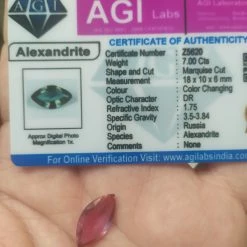 AGI
AGI Labs
AGI Laboratori
CERTIFICATE OF AUTHENTICITY
Alexandrite
Certificate Number : Z5620
Weight : 7.00 Cts
Shape and Cut : Marquise Cut
Measurement : 18 x 10 x 6 mm
Colour : Color Changing
Optic Character : DR
Refractive Index : 1.75
Specific Gravity : 3.5-3.84
Origin : Russia
Species : Alexandrite
Comments : None
Approx Digital Photo
Magnification 1x.
For Online Verification Visit: www.agilabsindia.c